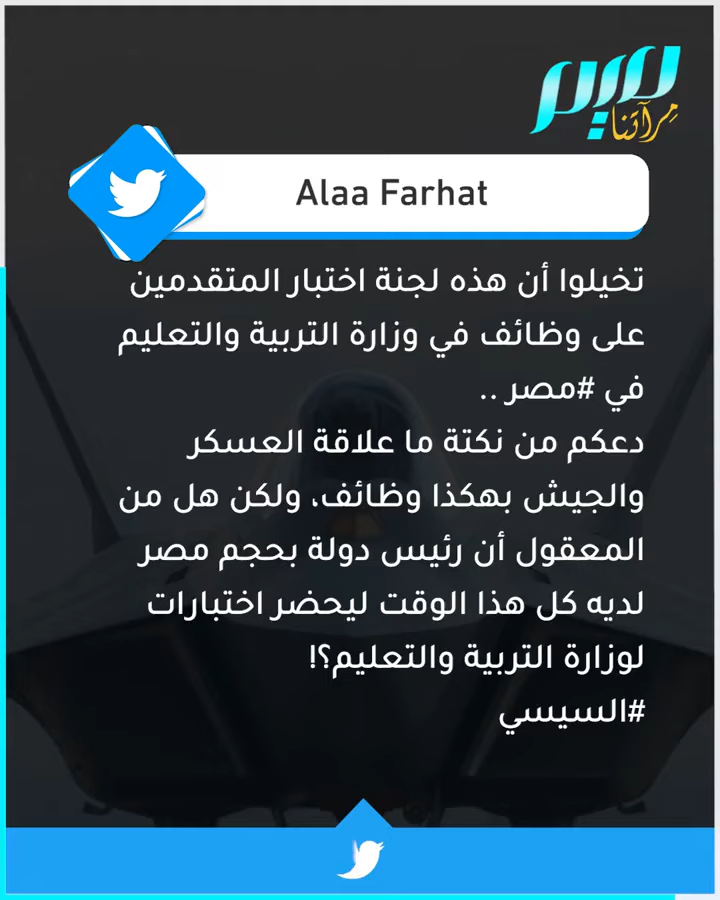 ميم
مِرآتنا
Alaa Farhat
تخيلوا أن هذه لجنة اختبار المتقدمين
على وظائف في وزارة التربية والتعليم
في #مصر ..
دعكم من نكتة ما علاقة العسكر
والجيش بهكذا وظائف، ولكن هل من
المعقول أن رئيس دولة بحجم مصر
لديه كل هذا الوقت ليحضر اختبارات
لوزارة التربية والتعليم؟!
#السيسي